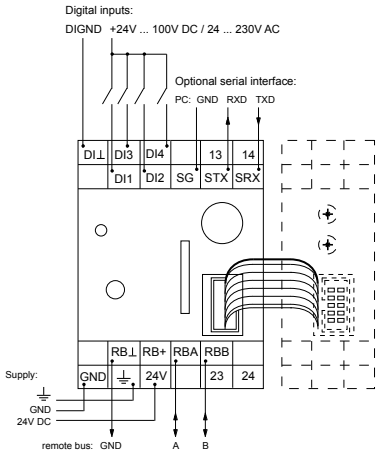 Digital inputs:
DIGND +24V ... 100V DC / 24 ... 230V AC
Optional serial interface:
PC: GND RXD TXD
DI⊥ DI3 DI4 13 14
DI1 DI2 SG STX SRX
RB⊥ RB+ RBA RBB
Supply:
GND 24V 23 24
GND
24V DC
remote bus: GND A B